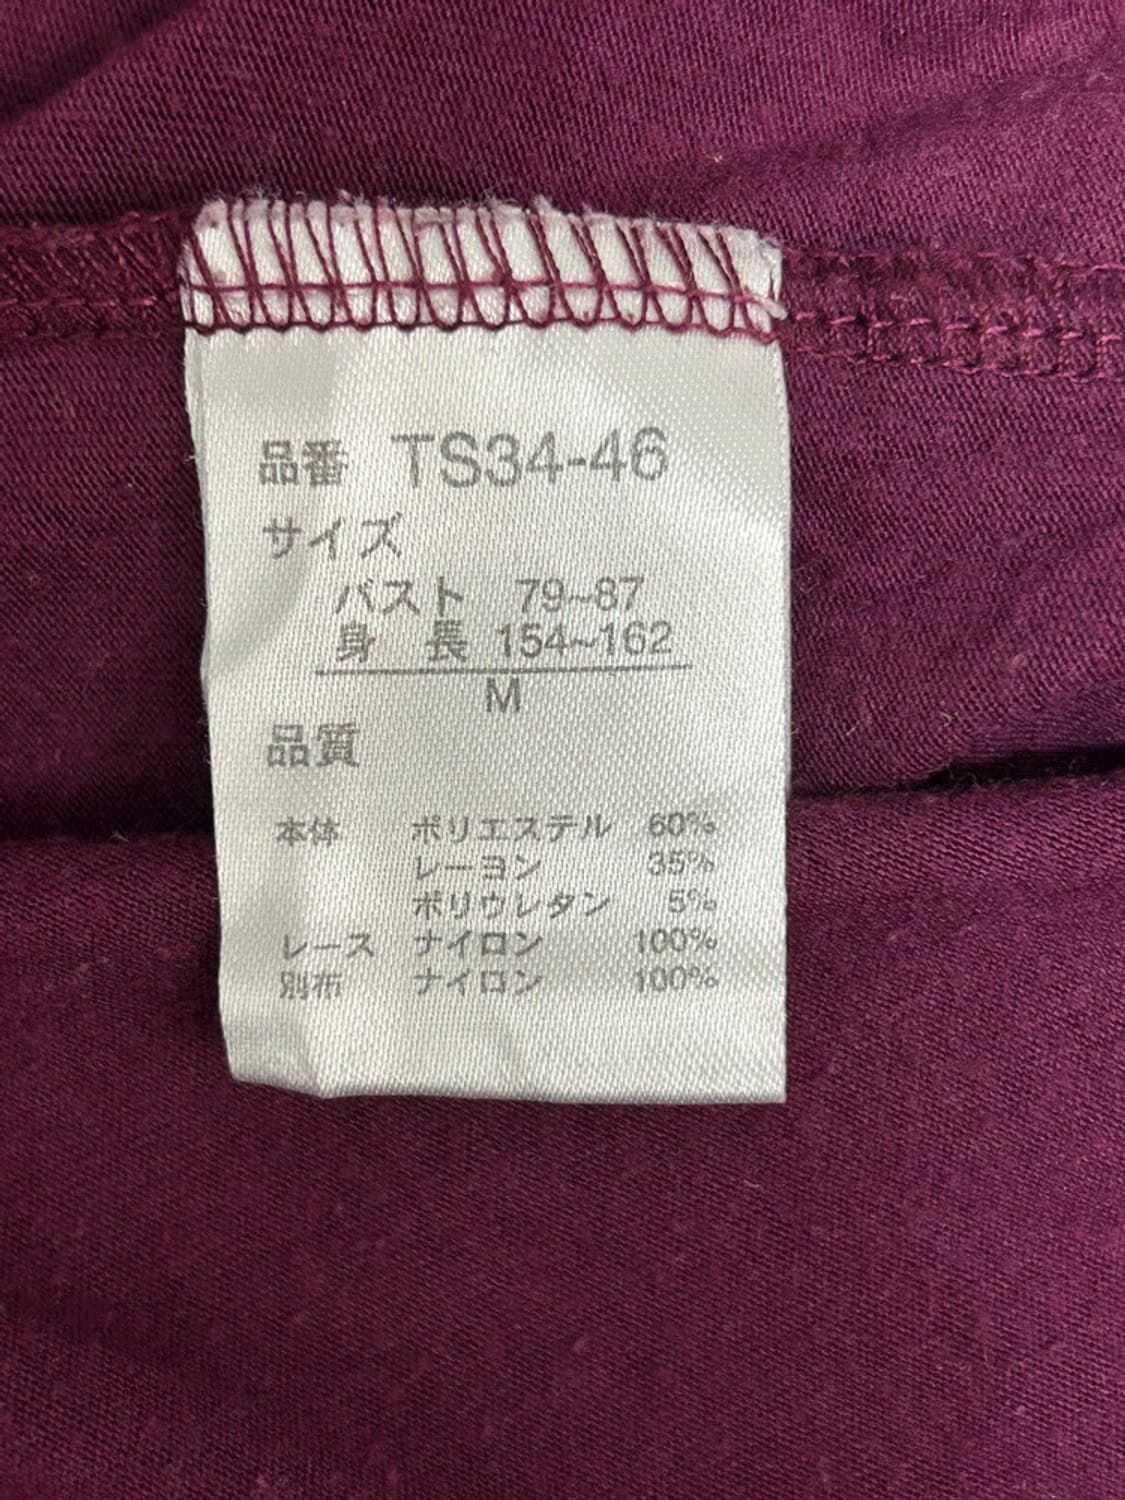 品番 TS34-46
サイズ
バスト 79~87
身 長 154~162
M
品質
本体 ポリエステル 60%
レーヨン 35%
ポリウレタン 5%
レース ナイロン 100%
別布 ナイロン 100%